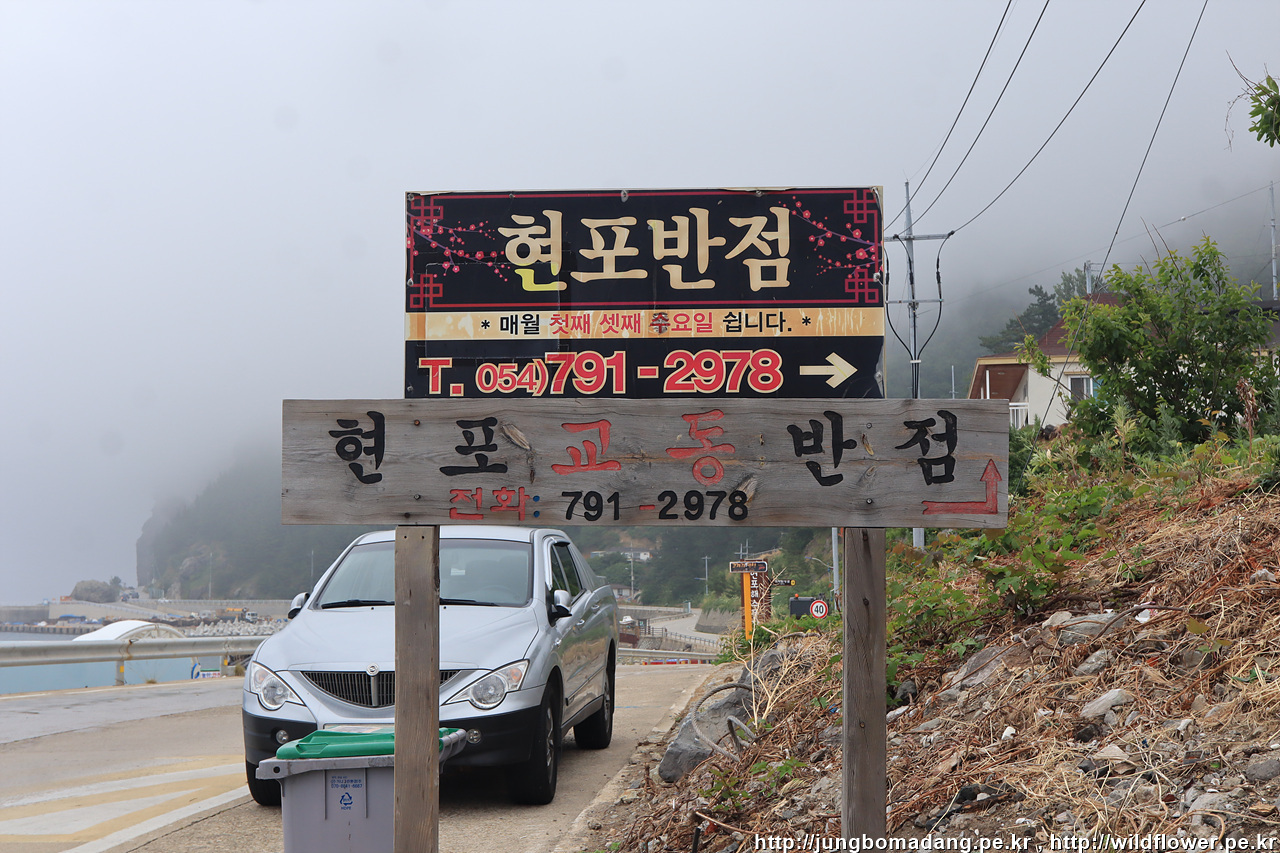 현포반점
* 매월 첫째 셋째 주요일 쉽니다. *
T. 054)791-2978 →
현 포 교 동 반 점
전화: 791-2978
40
http://jungbomadang.pe.kr , http://wildflower.pe.kr